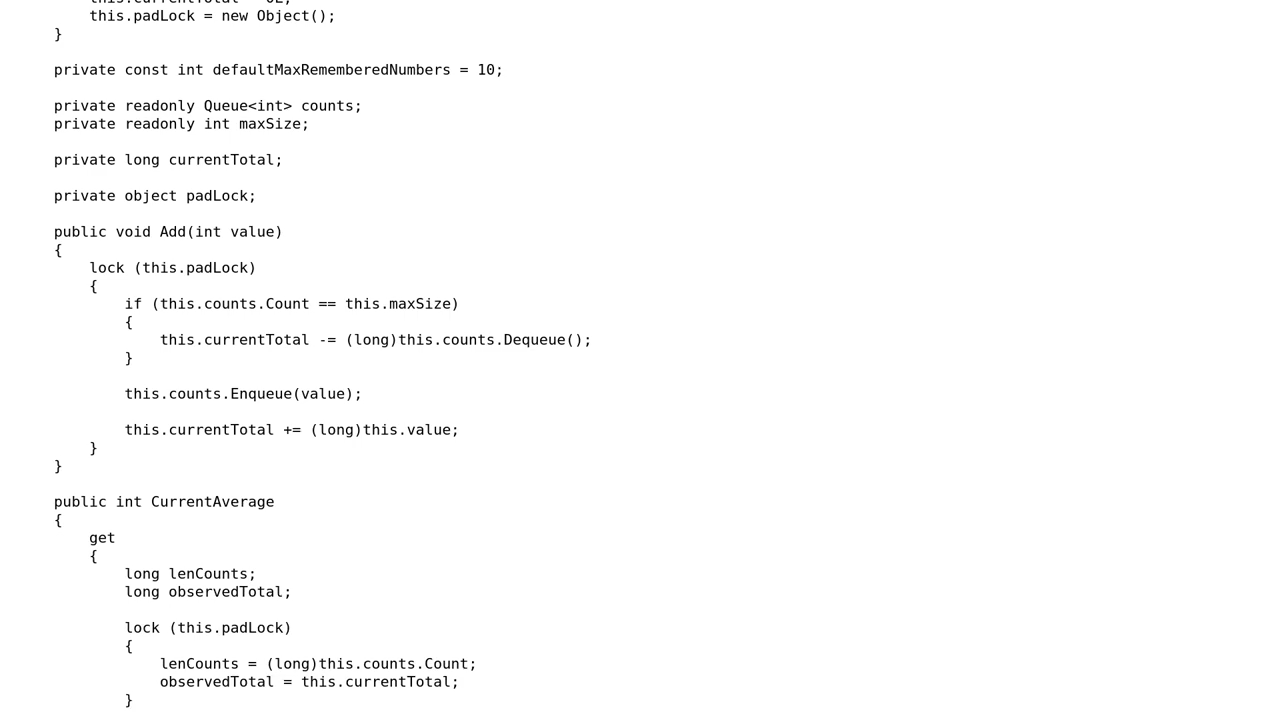 this.padLock = new Object();
}
private const int defaultMaxRememberedNumbers = 10;
private readonly Queue<int> counts;
private readonly int maxSize;
private long currentTotal;
private object padLock;
public void Add(int value)
{
lock (this.padLock)
{
if (this.counts.Count == this.maxSize)
{
this.currentTotal -= (long)this.counts.Dequeue();
}
this.counts.Enqueue(value);
this.currentTotal += (long)this.value;
}
}
public int CurrentAverage
{
get
{
long lenCounts;
long observedTotal;
lock (this.padLock)
{
lenCounts = (long)this.counts.Count;
observedTotal = this.currentTotal;
}